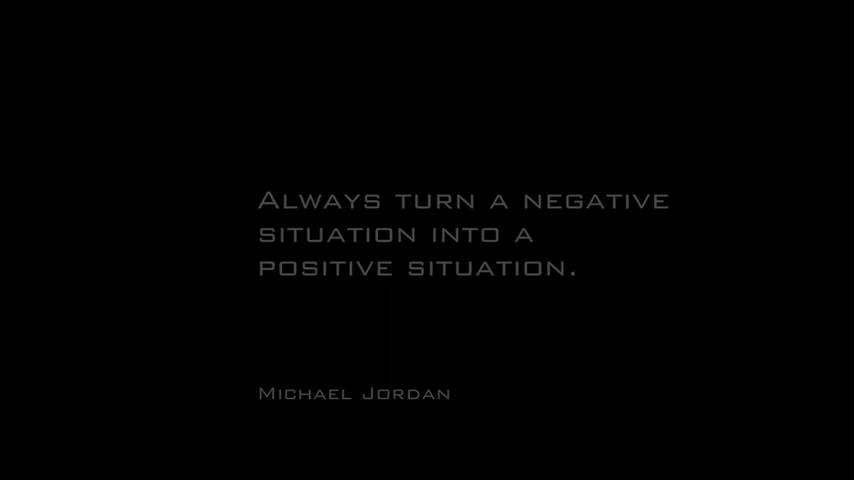 Always turn a negative
situation into a
positive situation.
Michael Jordan